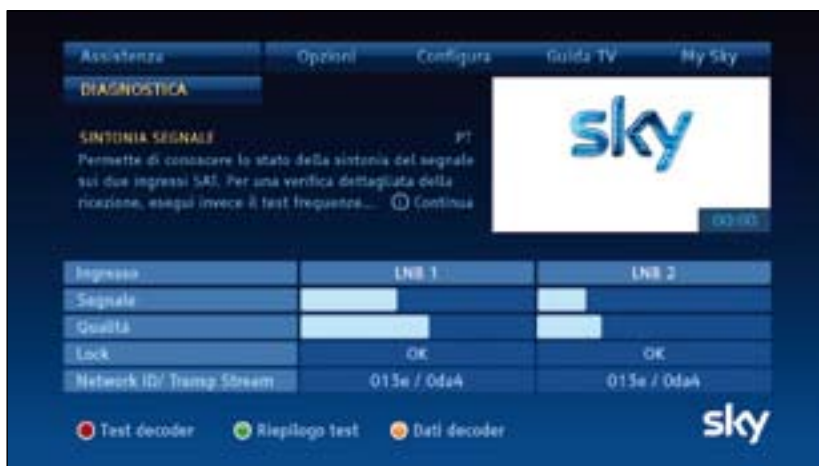 Assistenza Opzioni Configura Guida TV My Sky
DIAGNOSTICA
sky
SINTONIA SEGNALE PT
Permette di conoscere lo stato della sintonia del segnale
sui due ingressi SAT. Per una verifica dettagliata della
ricezione, esegui invece il test frequenze... i Continua
00:00
Ingresso LNB 1 LNB 2
Segnale
Qualità
Lock OK OK
Network ID/ Transp Stream 013e / 0da4 013e / 0da4
Test decoder Riepilogo test Dati decoder
sky